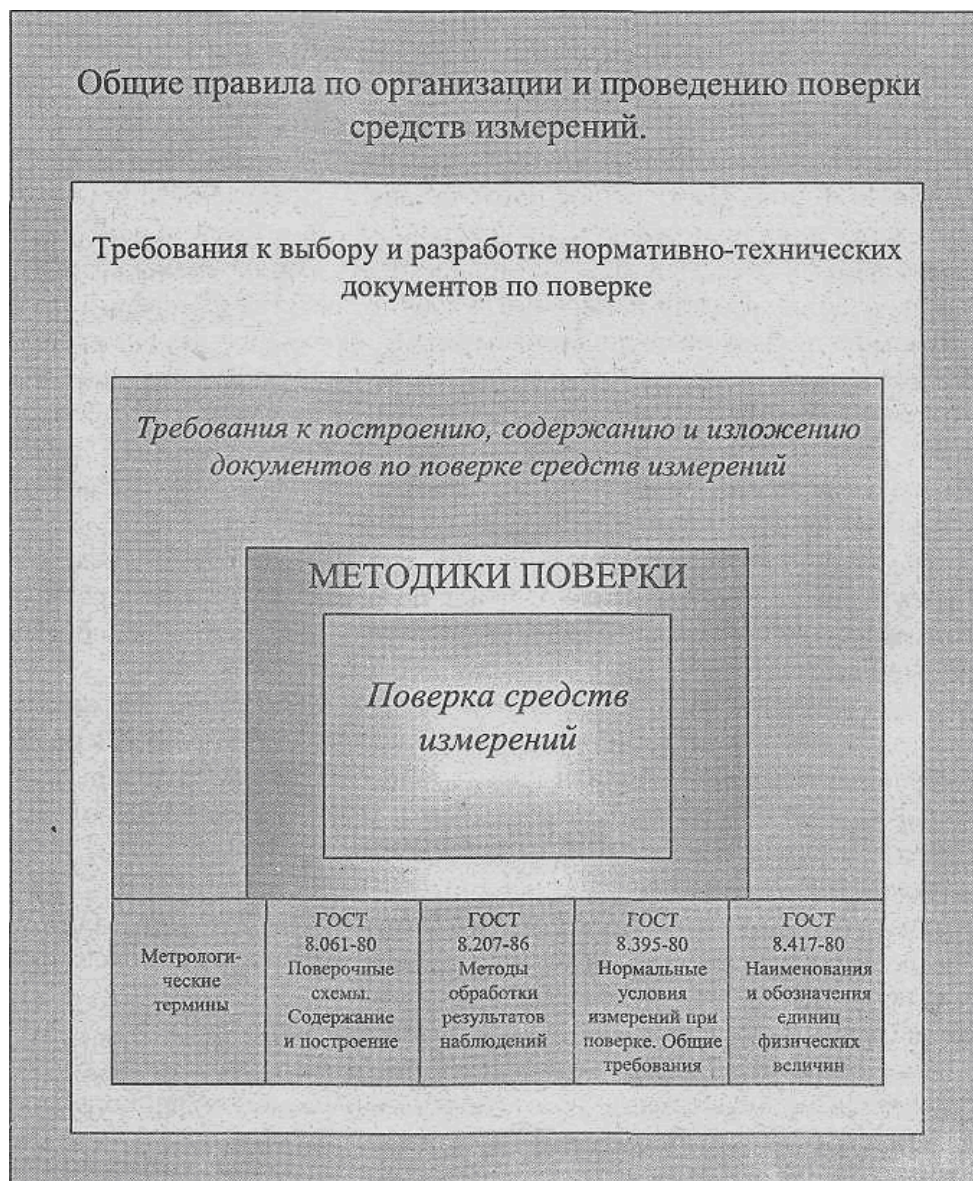 Общие правила по организации и проведению поверки
средств измерений.
Требования к выбору и разработке нормативно-технических
документов по поверке
Требования к построению, содержанию и изложению
документов по поверке средств измерений
МЕТОДИКИ ПОВЕРКИ
Поверка средств
измерений
Метрологи-
ческие
термины
ГОСТ
8.061-80
Поверочные
схемы.
Содержание
и построение
ГОСТ
8.207-86
Методы
обработки
результатов
наблюдений
ГОСТ
8.395-80
Нормальные
условия
измерений при
поверке. Общие
требования
ГОСТ
8.417-80
Наименования
и обозначения
единиц
физических
величин